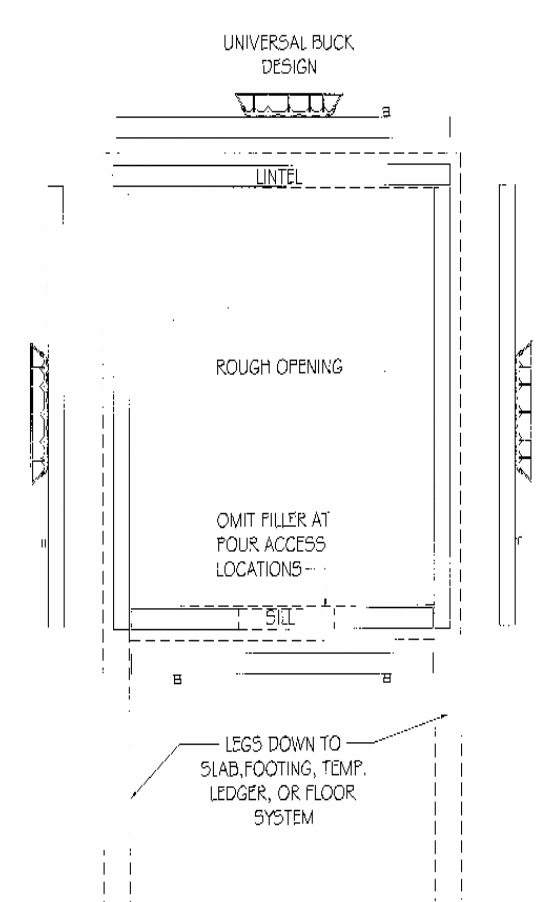 UNIVERSAL BUCK
DESIGN
LINTEL
ROUGH OPENING
OMIT FILLER AT
POUR ACCESS
LOCATIONS
SILL
LEGS DOWN TO
SLAB, FOOTING, TEMP.
LEDGER, OR FLOOR
SYSTEM